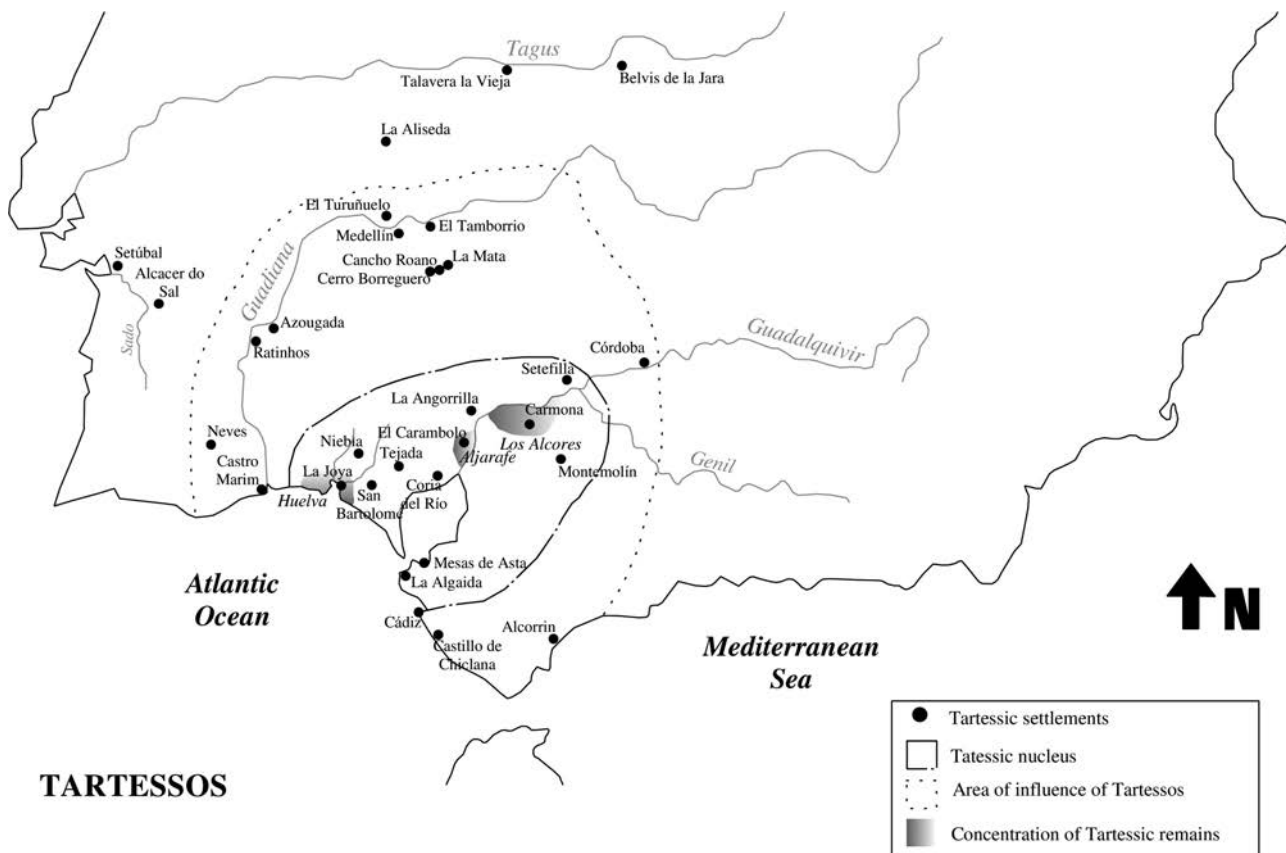 Tagus
Talavera la Vieja
Belvis de la Jara
La Aliseda
El Turuñuelo
El Tamborrio
Medellín
Guadiana
Cancho Roano
La Mata
Cerro Borreguero
Setúbal
Alcacer do
Sal
Sado
Azougada
Ratinhos
Guadalquivir
Córdoba
Setefilla
La Angorrilla
Carmona
El Carambolo
Los Alcores
Aljarafe
Neves
Niebla
Tejada
Montemolín
Genil
Castro
Marim
La Joya
Huelva
San
Bartolomé
Coria
del Río
Mesas de Asta
La Algaida
Atlantic
Ocean
Cádiz
Castillo de
Chiclana
Alcorrin
Mediterranean
Sea
N
TARTESSOS
Tartessic settlements
Tatessic nucleus
Area of influence of Tartessos
Concentration of Tartessic remains